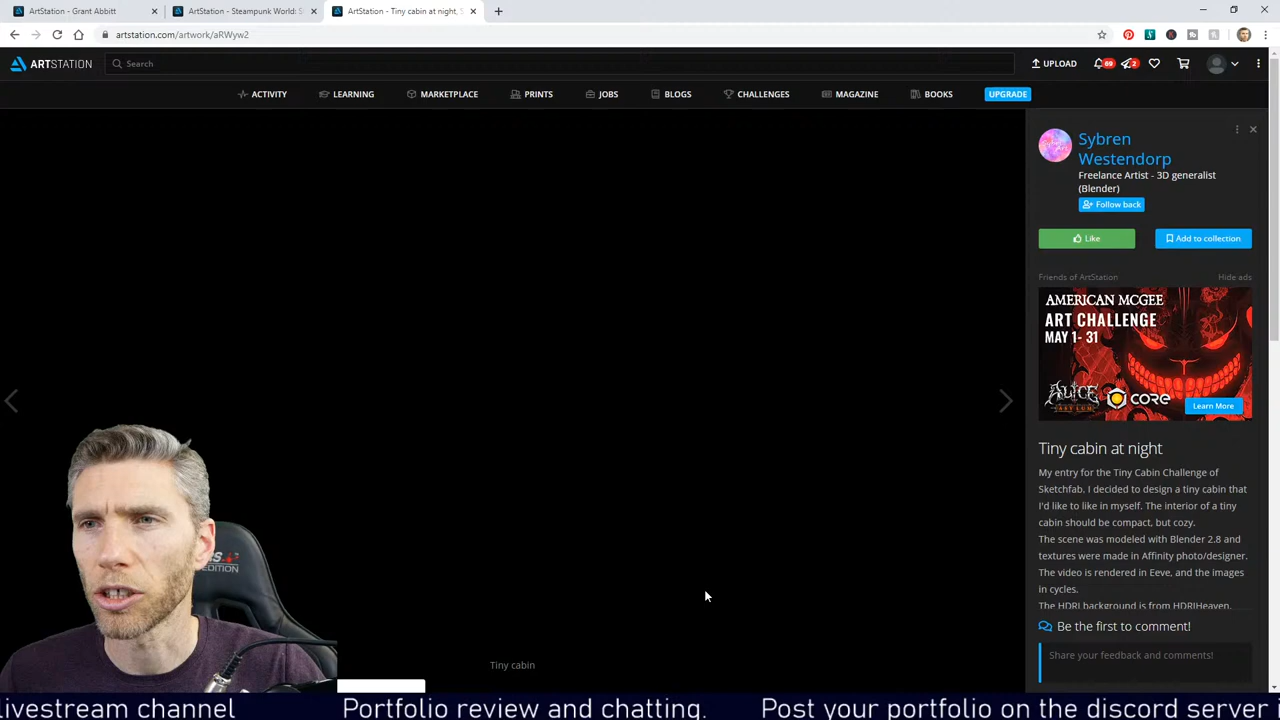 ArtStation - Grant Abbitt
ArtStation - Steampunk World: S
ArtStation - Tiny cabin at night, S
artstation.com/artwork/aRWyw2
ARTSTATION
Search
UPLOAD
69
2
ACTIVITY
LEARNING
MARKETPLACE
PRINTS
JOBS
BLOGS
CHALLENGES
MAGAZINE
BOOKS
UPGRADE
Sybren
Westendorp
Freelance Artist - 3D generalist
(Blender)
Follow back
Like
Add to collection
Friends of ArtStation
Hide ads
AMERICAN MCGEE
ART CHALLENGE
MAY 1- 31
ALICE
ASYLUM
CORE
Learn More
Tiny cabin at night
My entry for the Tiny Cabin Challenge of
Sketchfab. I decided to design a tiny cabin that
I'd like to like in myself. The interior of a tiny
cabin should be compact, but cozy.
The scene was modeled with Blender 2.8 and
textures were made in Affinity photo/designer.
The video is rendered in Eeve, and the images
in cycles.
The HDRI background is from HDRIHeaven.
Be the first to comment!
Share your feedback and comments!
Tiny cabin
EDITION
livestream channel
Portfolio review and chatting.
Post your portfolio on the discord server